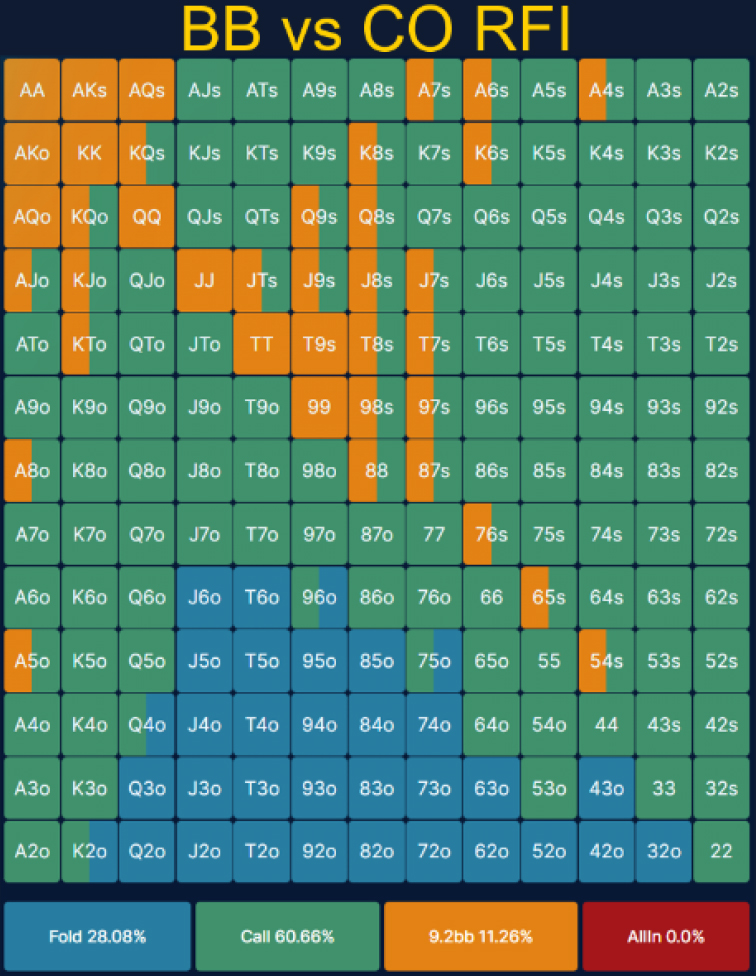 BB vs CO RFI
AA AKs AQs AJs ATs A9s A8s A7s A6s A5s A4s A3s A2s
AKo KK KQs KJs KTs K9s K8s K7s K6s K5s K4s K3s K2s
AQo KQo QQ QJs QTs Q9s Q8s Q7s Q6s Q5s Q4s Q3s Q2s
AJo KJo QJo JJ JTs J9s J8s J7s J6s J5s J4s J3s J2s
ATo KTo QTo JTo TT T9s T8s T7s T6s T5s T4s T3s T2s
A9o K9o Q9o J9o T9o 99 98s 97s 96s 95s 94s 93s 92s
A8o K8o Q8o J8o T8o 98o 88 87s 86s 85s 84s 83s 82s
A7o K7o Q7o J7o T7o 97o 87o 77 76s 75s 74s 73s 72s
A6o K6o Q6o J6o T6o 96o 86o 76o 66 65s 64s 63s 62s
A5o K5o Q5o J5o T5o 95o 85o 75o 65o 55 54s 53s 52s
A4o K4o Q4o J4o T4o 94o 84o 74o 64o 54o 44 43s 42s
A3o K3o Q3o J3o T3o 93o 83o 73o 63o 53o 43o 33 32s
A2o K2o Q2o J2o T2o 92o 82o 72o 62o 52o 42o 32o 22
Fold 28.08% Call 60.66% 9.2bb 11.26% AllIn 0.0%